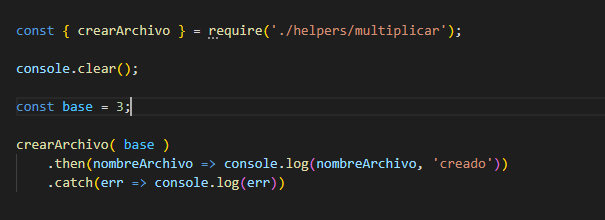 const { crearArchivo } = require('./helpers/multiplicar');
console.clear();
const base = 3;
crearArchivo( base )
.then(nombreArchivo => console.log(nombreArchivo, 'creado'))
.catch(err => console.log(err))